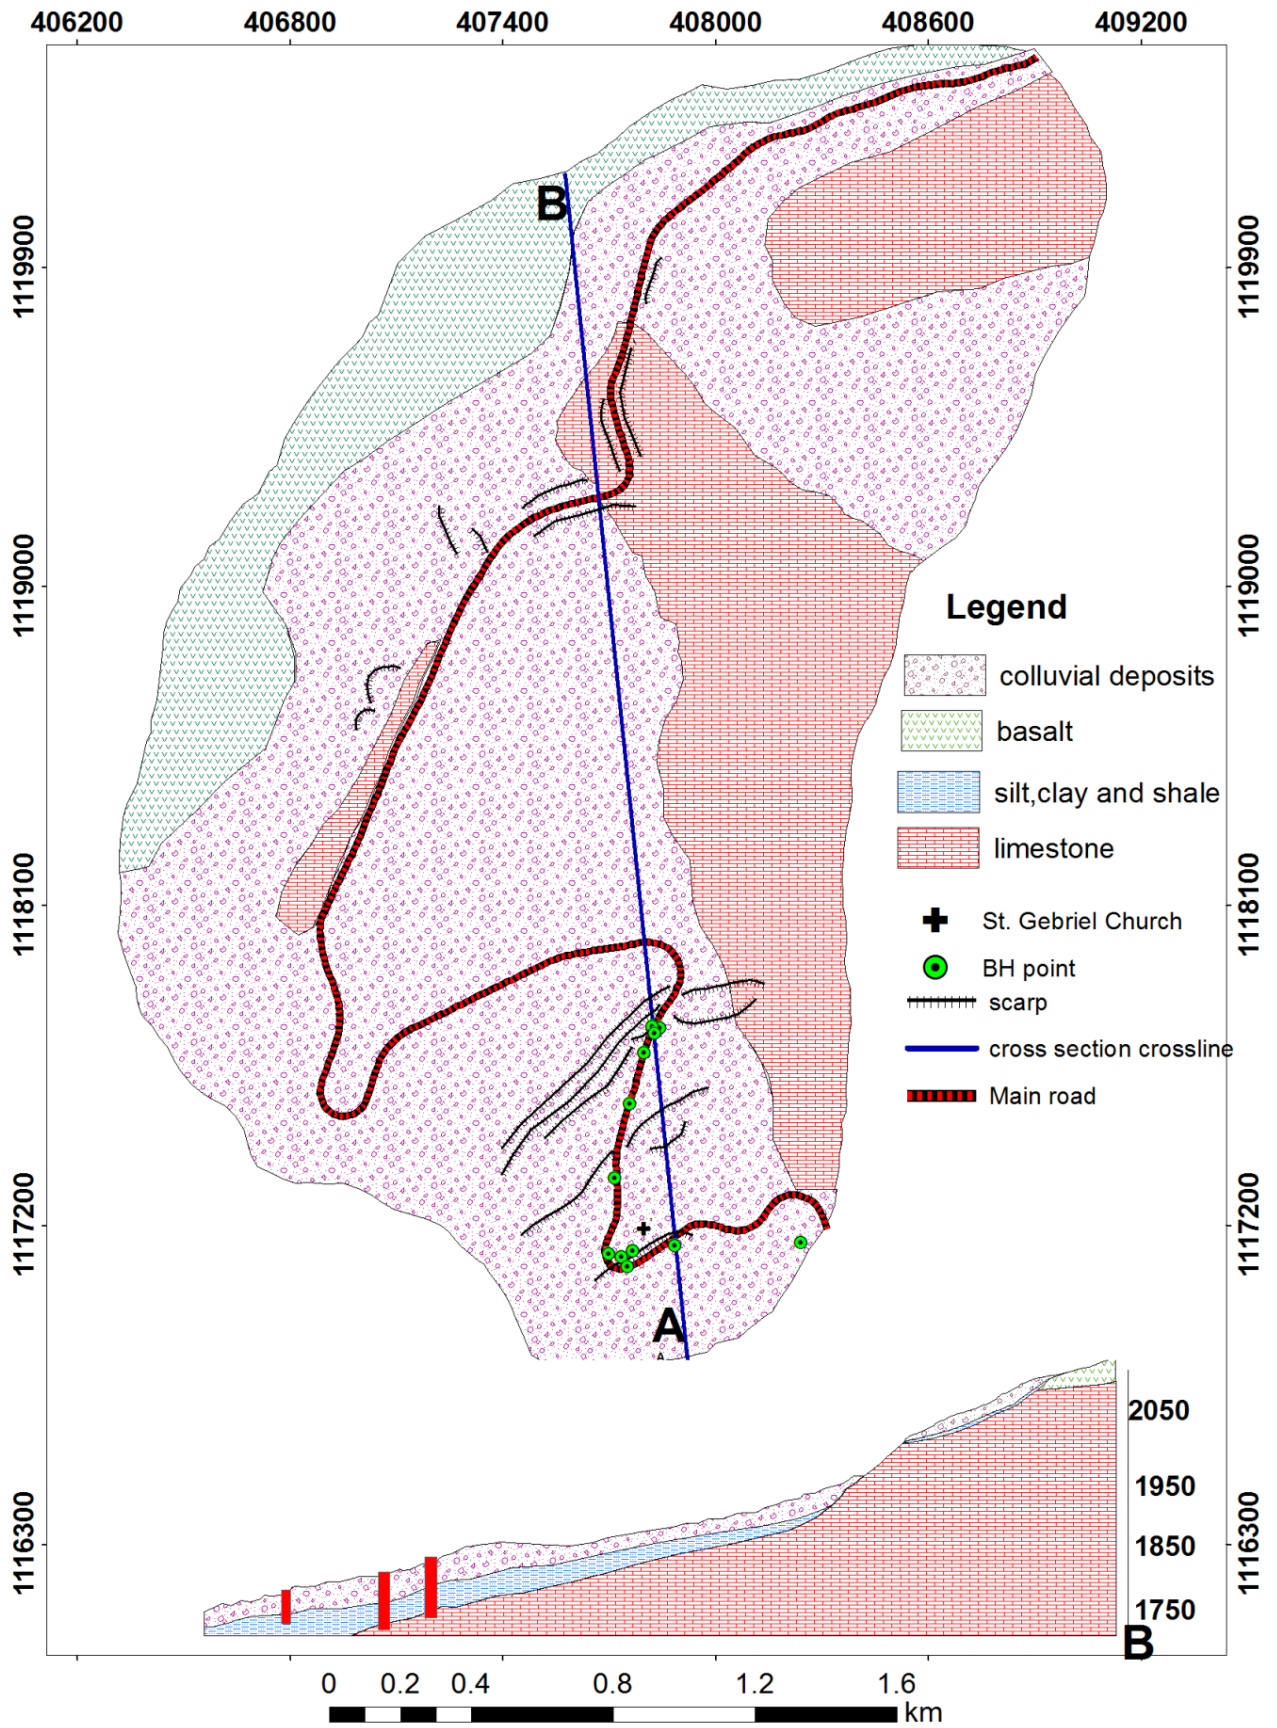 406200 406800 407400 408000 408600 409200
B
1119900 1119900
1119000 1119000
Legend
colluvial deposits
basalt
silt,clay and shale
limestone
1118100 1118100
St. Gebriel Church
BH point
scarp
cross section crossline
Main road
1117200 1117200
A
A
2050
1950
1850
1750
1116300 1116300
B
0 0.2 0.4 0.8 1.2 1.6
km